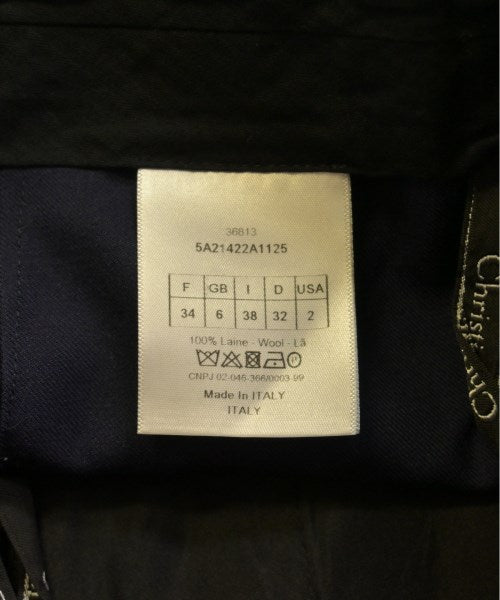 36813
5A21422A1125
F GB I D USA
34 6 38 32 2
100% Laine - Wool - Lã
CNPJ 02-046-366/0003-99
Made In ITALY
ITALY
Christ